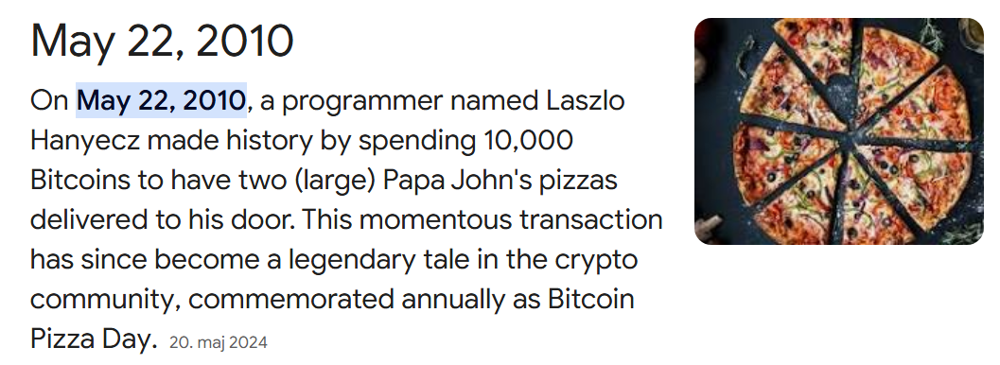 May 22, 2010
On May 22, 2010, a programmer named Laszlo
Hanyecz made history by spending 10,000
Bitcoins to have two (large) Papa John's pizzas
delivered to his door. This momentous transaction
has since become a legendary tale in the crypto
community, commemorated annually as Bitcoin
Pizza Day. 20. maj 2024